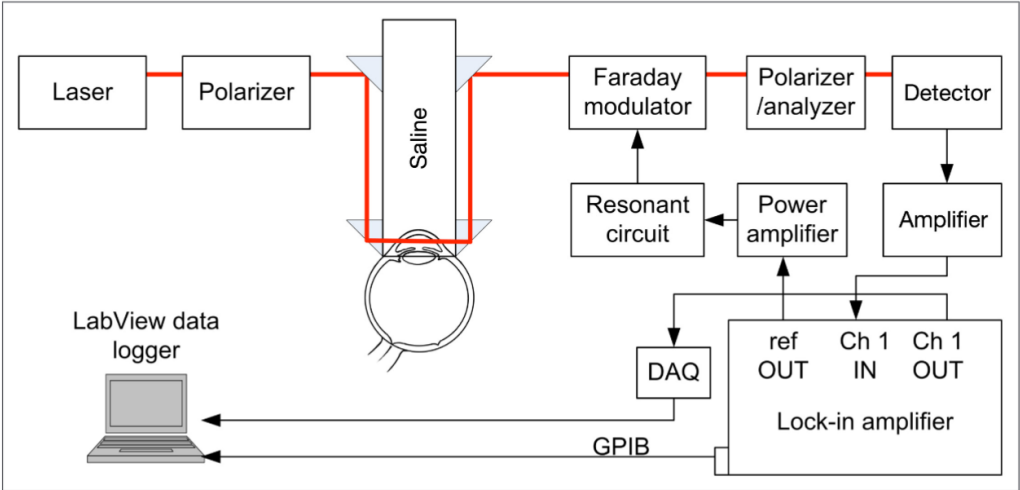 Laser
Polarizer
Saline
Faraday
modulator
Polarizer
/analyzer
Detector
Resonant
circuit
Power
amplifier
Amplifier
LabView data
logger
DAQ
ref
OUT
Ch 1
IN
Ch 1
OUT
Lock-in amplifier
GPIB